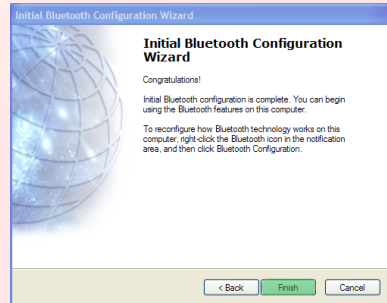 Initial Bluetooth Configuration Wizard
Initial Bluetooth Configuration
Wizard
Congratulations!
Initial Bluetooth configuration is complete. You can begin
using the Bluetooth features on this computer.
To reconfigure how Bluetooth technology works on this
computer, right-click the Bluetooth icon in the notification
area, and then click Bluetooth Configuration.
< Back Finish Cancel